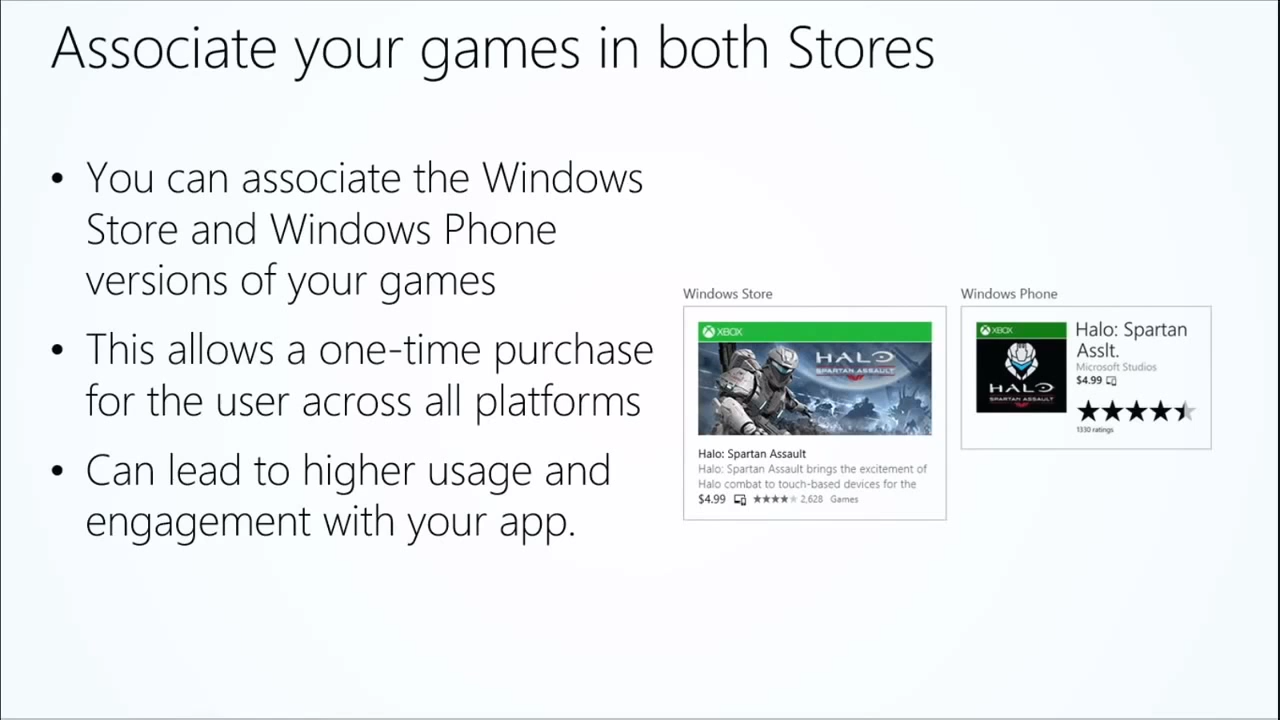 Associate your games in both Stores
• You can associate the Windows
Store and Windows Phone
versions of your games
• This allows a one-time purchase
for the user across all platforms
• Can lead to higher usage and
engagement with your app.
Windows Store
XBOX
HALO
SPARTAN ASSAULT
Halo: Spartan Assault
Halo: Spartan Assault brings the excitement of
Halo combat to touch-based devices for the
$4.99 2,628 Games
Windows Phone
XBOX
HALO
SPARTAN ASSAULT
Halo: Spartan
Asslt.
Microsoft Studios
$4.99
1330 ratings